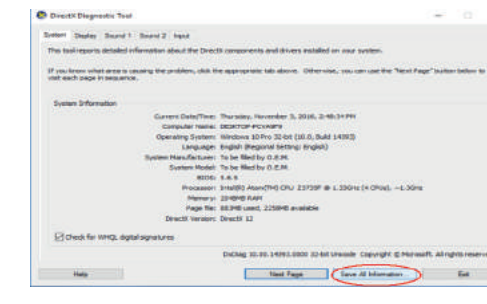 DirectX Diagnostic Tool
System Display Sound 1 Sound 2 Input
This tool reports detailed information about the DirectX components and drivers installed on your system.
If you know what area is causing the problem, click the appropriate tab above. Otherwise, you can use the "Next Page" button below to
visit each page in sequence.
System Information
Current Date/Time: Thursday, November 3, 2016, 2:48:34 PM
Computer Name:
Operating System: Windows 10 Pro 32-bit (10.0, Build 14393)
Language: English (Regional Setting: English)
System Manufacturer: To be filled by O.E.M.
System Model: To be filled by O.E.M.
BIOS:
Processor: Intel(R) Atom(TM) CPU Z3735F @ 1.33GHz (4 CPUs), ~1.3GHz
Memory: 2048MB RAM
Page file: 883MB used, 2258MB available
DirectX Version: DirectX 12
Check for WHQL digital signatures
DxDiag 10.00.14393.0000 32-bit Unicode Copyright © Microsoft. All rights reserv
Help Next Page Save All Information... Exit